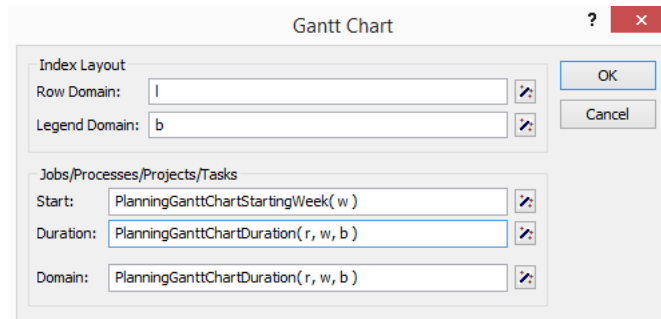 Gantt Chart
?
Index Layout
Row Domain: l
Legend Domain: b
OK
Cancel
Jobs/Processes/Projects/Tasks
Start: PlanningGanttChartStartingWeek( w )
Duration: PlanningGanttChartDuration( r, w, b )
Domain: PlanningGanttChartDuration( r, w, b )